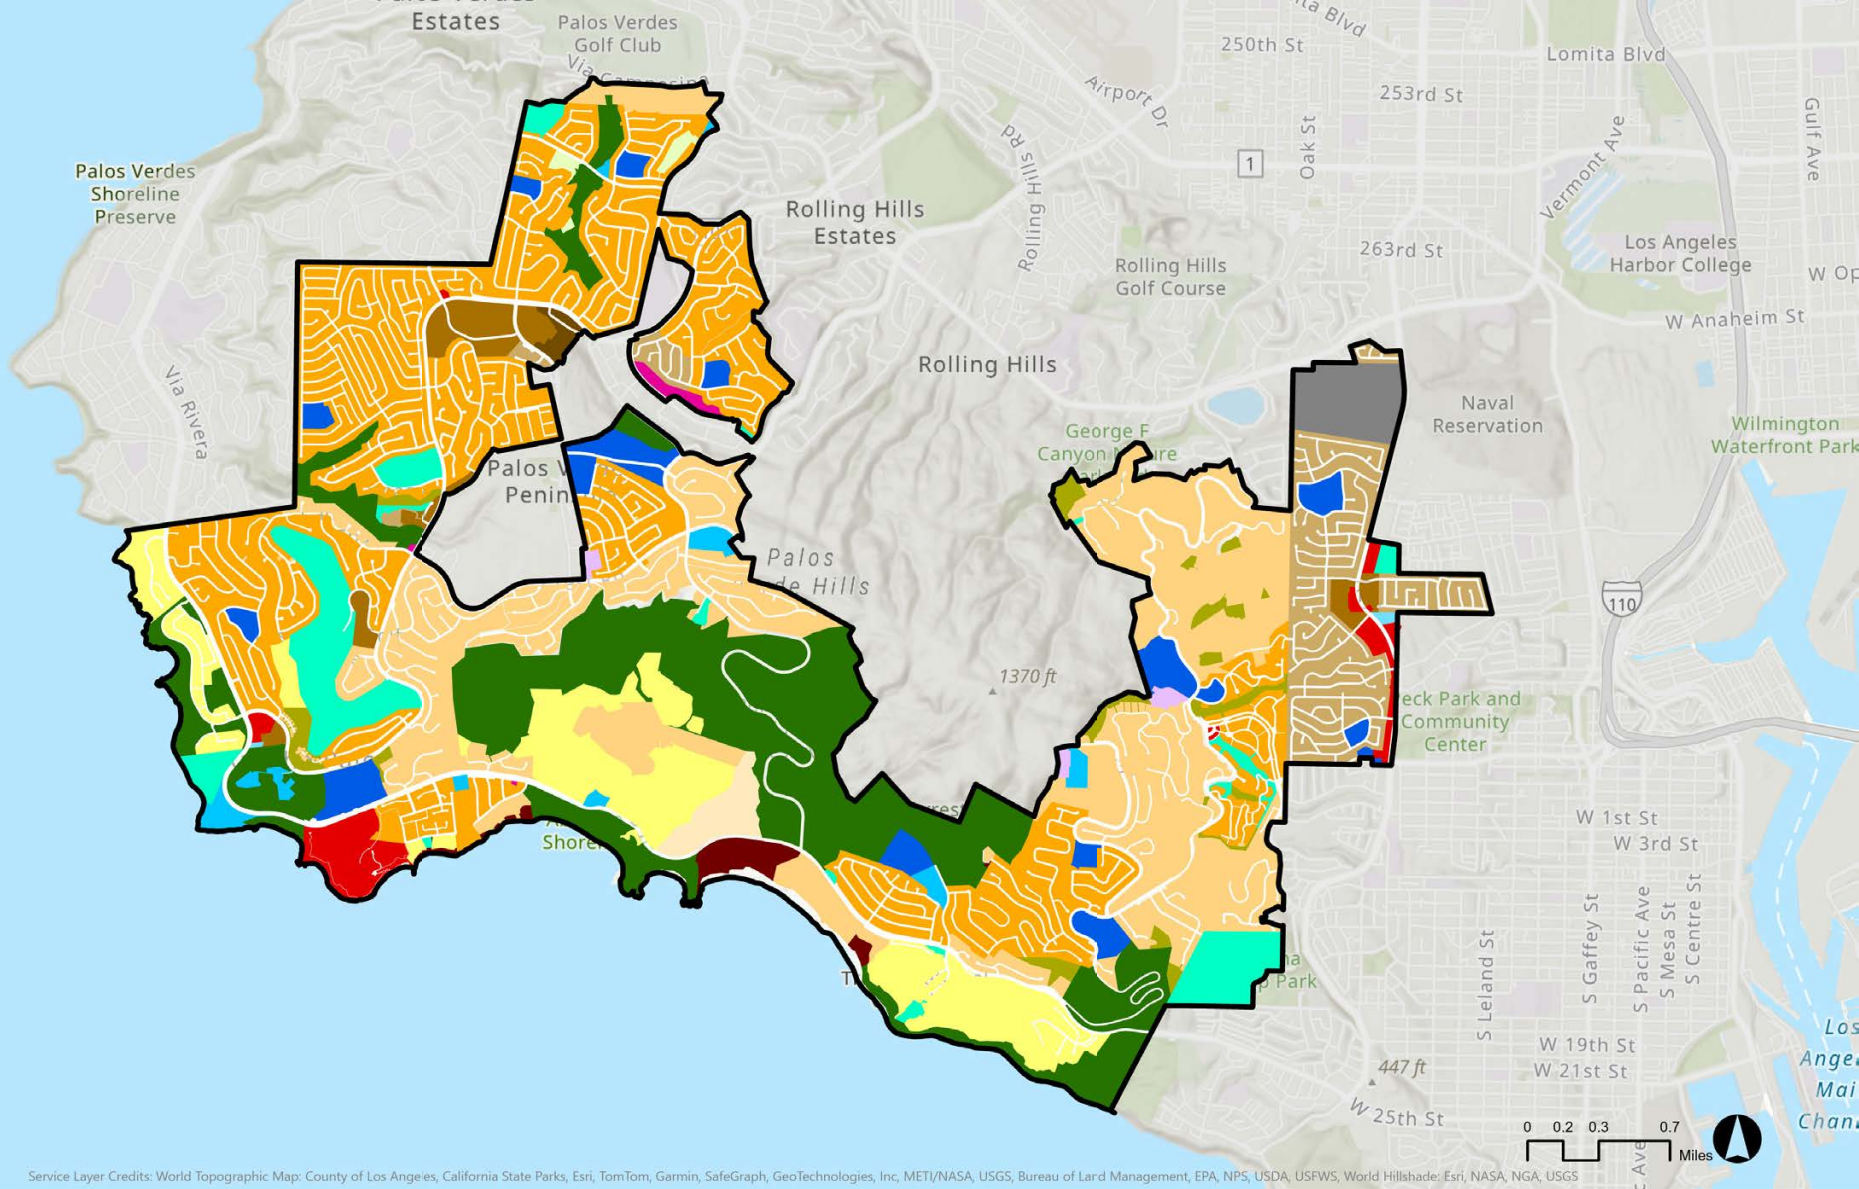 Estates
Palos Verdes
Golf Club
250th St
Lomita Blvd
Airport Dr
253rd St
Gulf Ave
Oak St
Vermont Ave
Rolling Hills Rd
1
Palos Verdes
Shoreline
Preserve
Rolling Hills
Estates
263rd St
Los Angeles
Harbor College
Rolling Hills
Golf Course
W Anaheim St
Via Rivera
Rolling Hills
Naval
Reservation
Wilmington
Waterfront Park
George F
Canyon
Palos V
Penin
Palos
de Hills
110
1370 ft
eck Park and
Community
Center
W 1st St
W 3rd St
Shore
S Leland St
S Gaffey St
S Pacific Ave
S Mesa St
S Centre St
p Park
W 19th St
W 21st St
447 ft
W 25th St
Los
Ange
Mai
Chan
0 0.2 0.3 0.7
Miles
Service Layer Credits: World Topographic Map: County of Los Angeles, California State Parks, Esri, TomTom, Garmin, SafeGraph, GeoTechnologies, Inc, METI/NASA, USGS, Bureau of Land Management, EPA, NPS, USDA, USFWS, World Hillshade: Esri, NASA, NGA, USGS